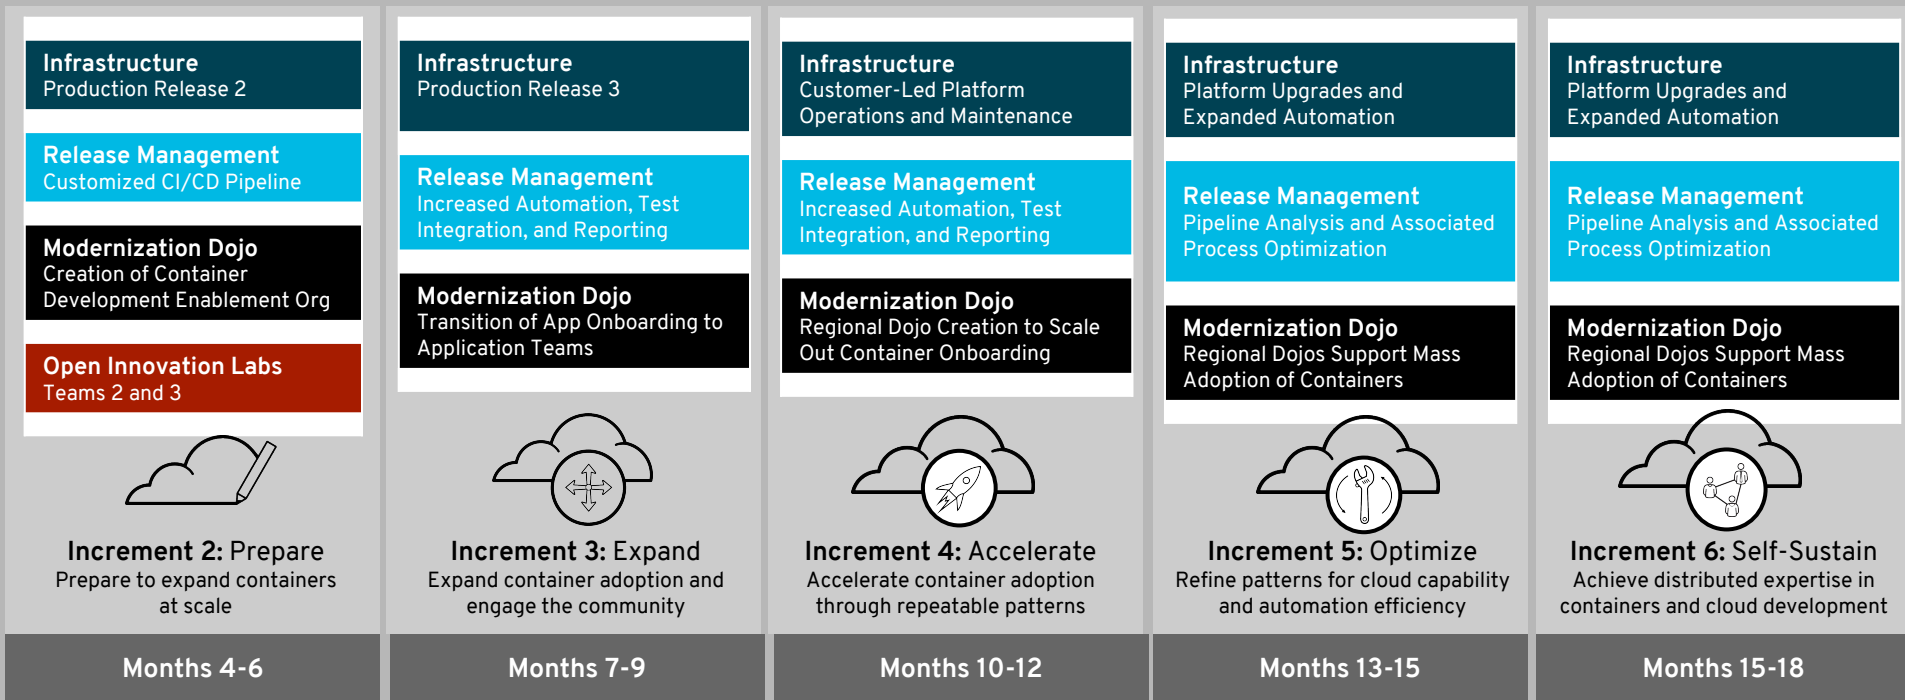 Infrastructure
Production Release 2
Release Management
Customized CI/CD Pipeline
Modernization Dojo
Creation of Container
Development Enablement Org
Open Innovation Labs
Teams 2 and 3
Increment 2: Prepare
Prepare to expand containers
at scale
Months 4-6
Infrastructure
Production Release 3
Release Management
Increased Automation, Test
Integration, and Reporting
Modernization Dojo
Transition of App Onboarding to
Application Teams
Increment 3: Expand
Expand container adoption and
engage the community
Months 7-9
Infrastructure
Customer-Led Platform
Operations and Maintenance
Release Management
Increased Automation, Test
Integration, and Reporting
Modernization Dojo
Regional Dojo Creation to Scale
Out Container Onboarding
Increment 4: Accelerate
Accelerate container adoption
through repeatable patterns
Months 10-12
Infrastructure
Platform Upgrades and
Expanded Automation
Release Management
Pipeline Analysis and Associated
Process Optimization
Modernization Dojo
Regional Dojos Support Mass
Adoption of Containers
Increment 5: Optimize
Refine patterns for cloud capability
and automation efficiency
Months 13-15
Infrastructure
Platform Upgrades and
Expanded Automation
Release Management
Pipeline Analysis and Associated
Process Optimization
Modernization Dojo
Regional Dojos Support Mass
Adoption of Containers
Increment 6: Self-Sustain
Achieve distributed expertise in
containers and cloud development
Months 15-18